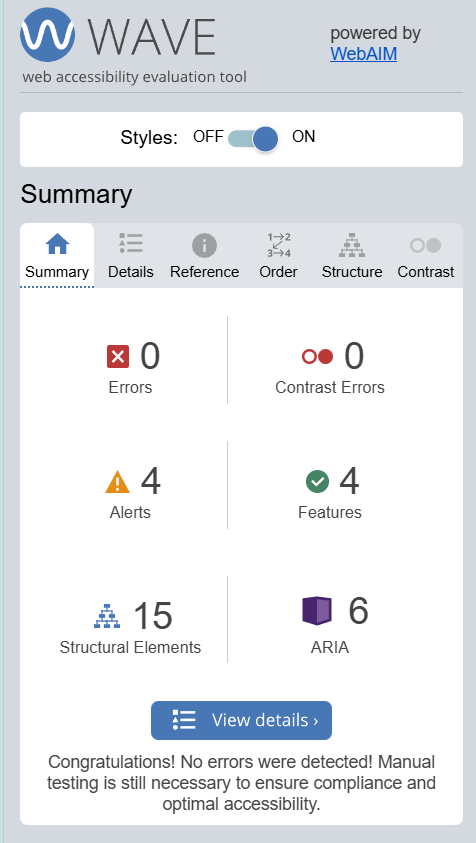 WAVE
web accessibility evaluation tool
powered by
WebAIM
Styles: OFF ON
Summary
Summary Details Reference Order Structure Contrast
1→2
3→4
0
Errors
0
Contrast Errors
4
Alerts
4
Features
15
Structural Elements
6
ARIA
View details ›
Congratulations! No errors were detected! Manual
testing is still necessary to ensure compliance and
optimal accessibility.